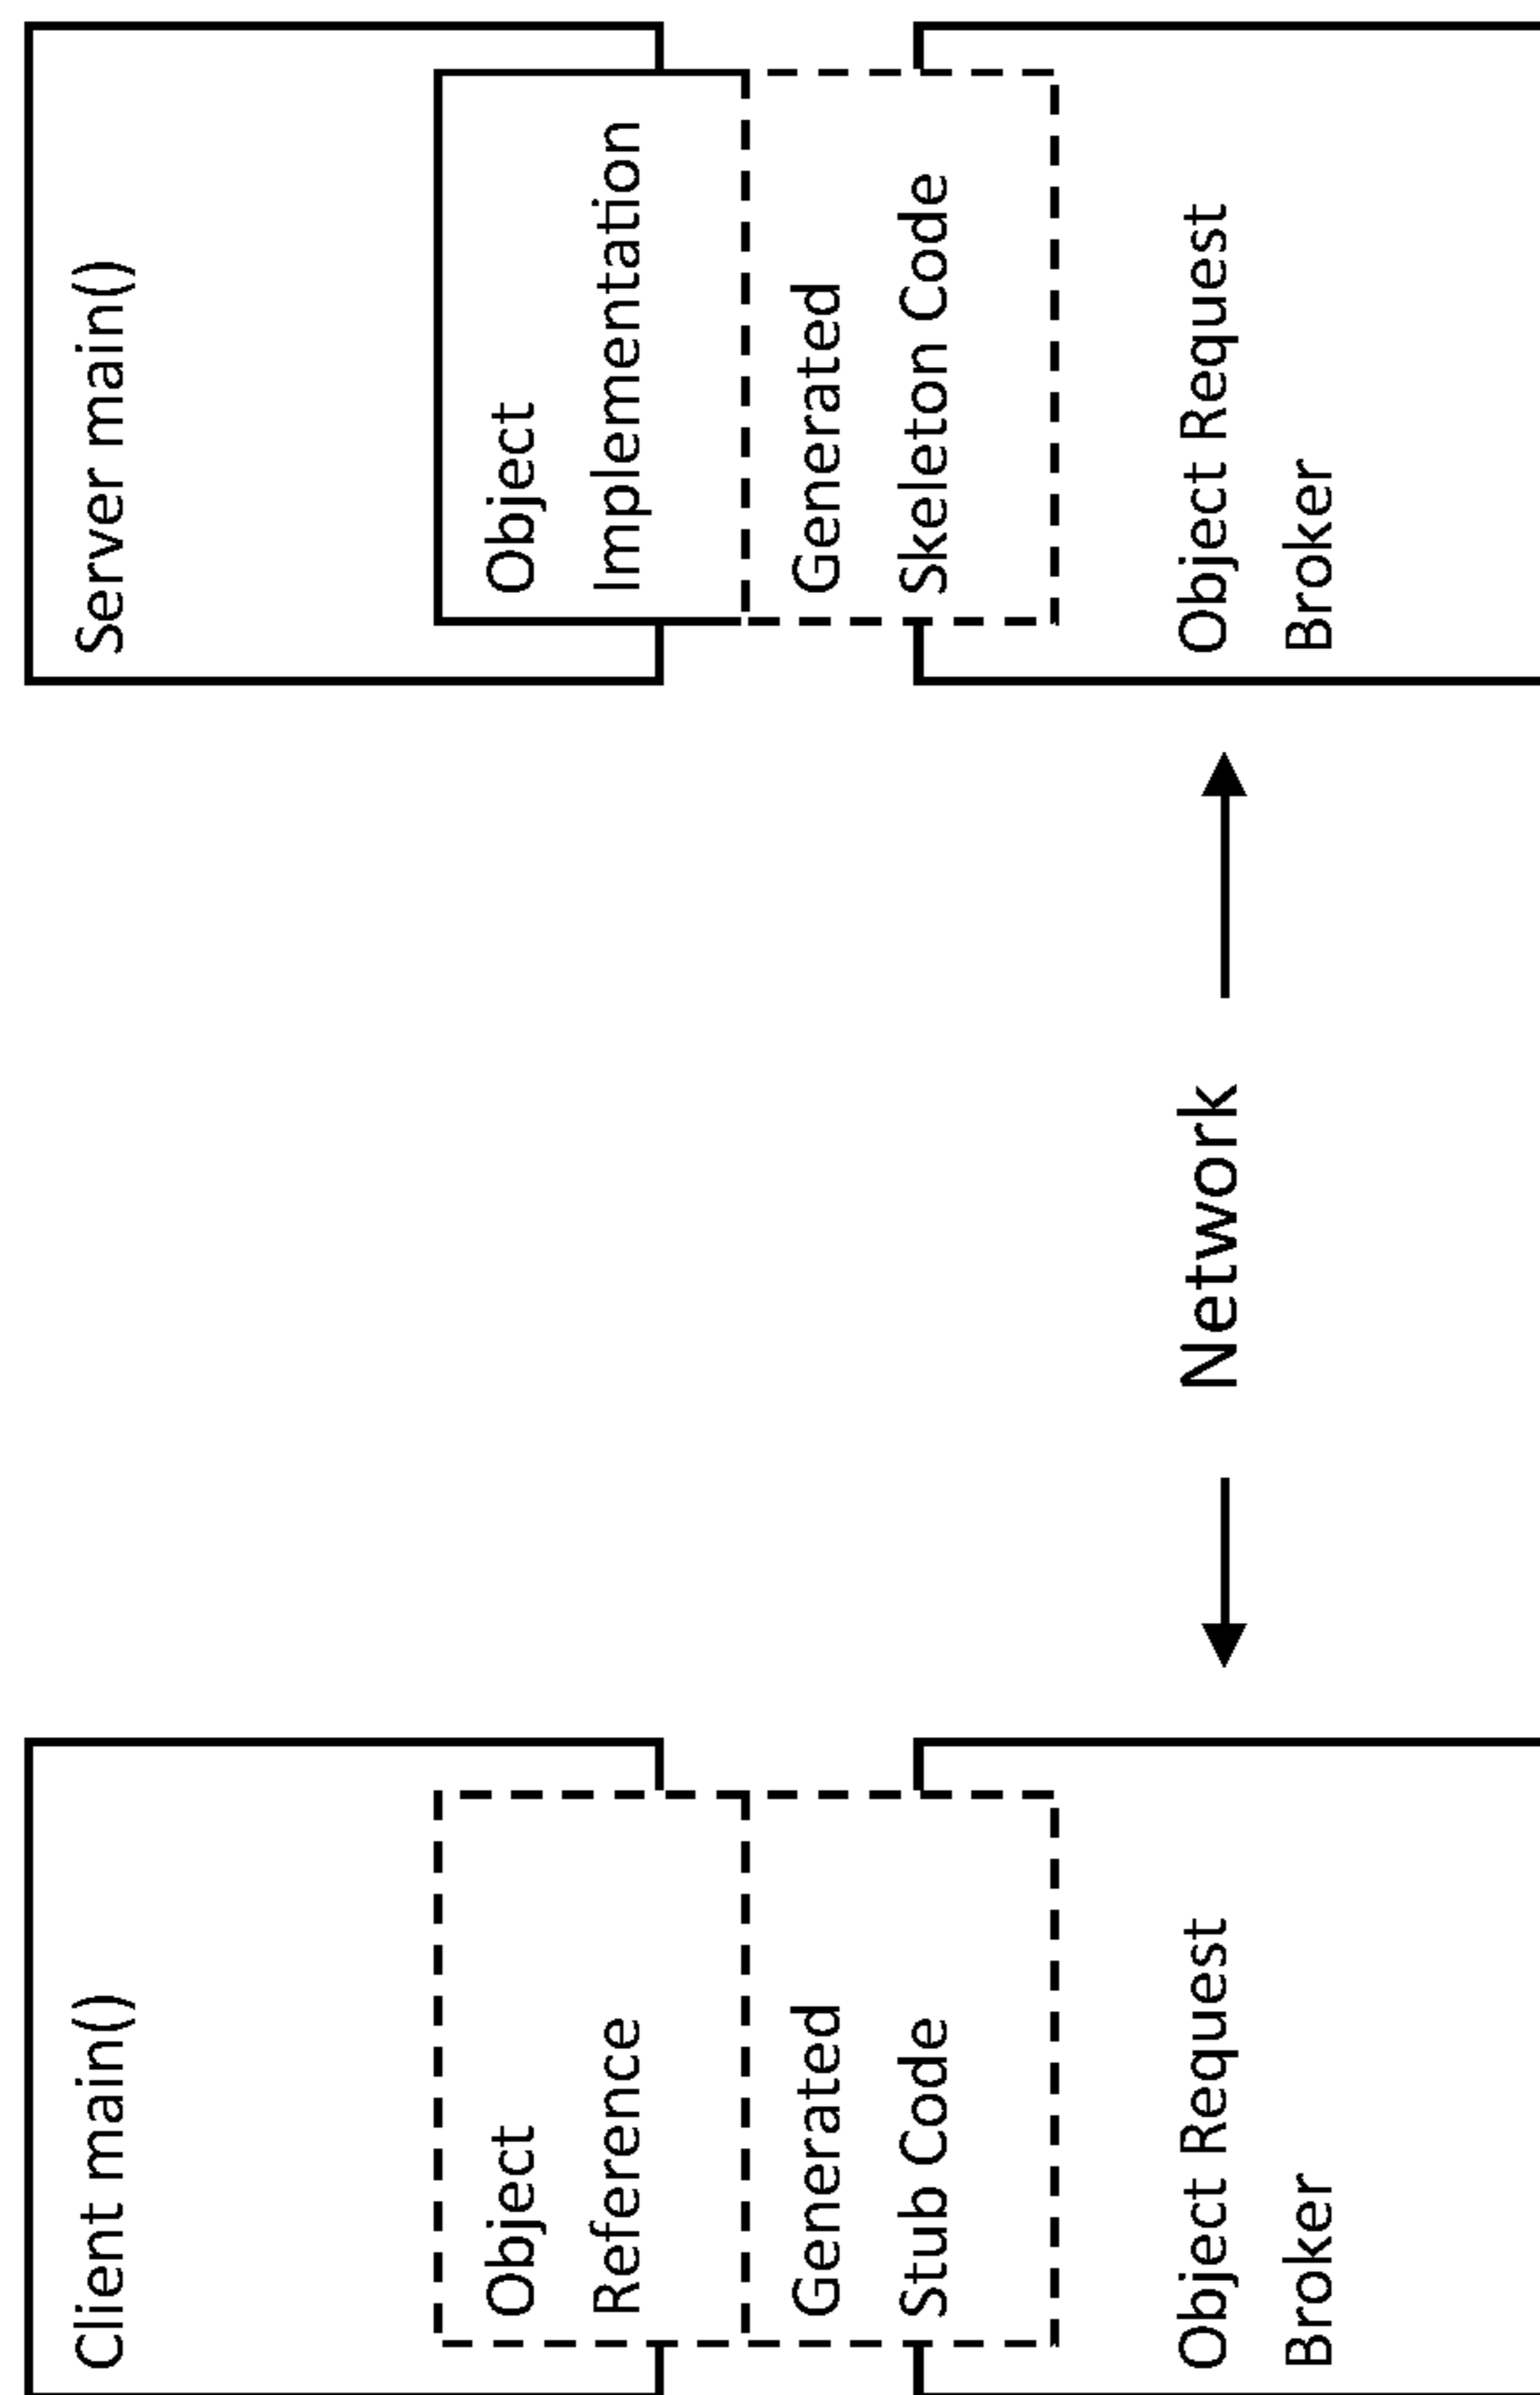 Client main()
Object
Reference
Generated
Stub Code
Object Request
Broker
Network
Server main()
Object
Implementation
Generated
Skeleton Code
Object Request
Broker